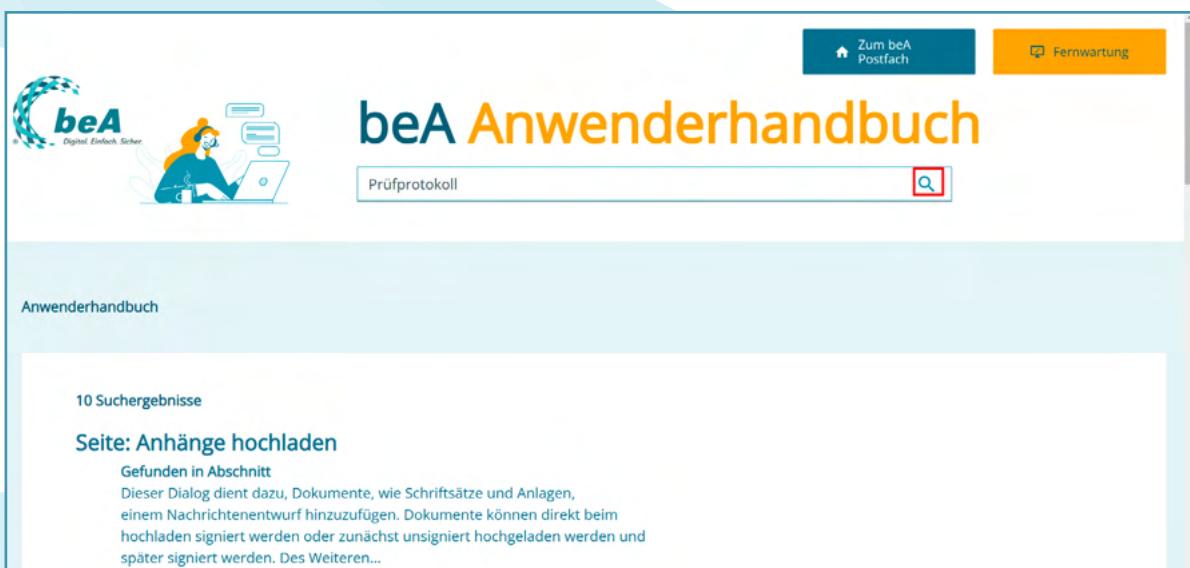 Zum beA
Postfach
Fernwartung
beA
Digital. Einfach. Sicher.
beA Anwenderhandbuch
Prüfprotokoll
Anwenderhandbuch
10 Suchergebnisse
Seite: Anhänge hochladen
Gefunden in Abschnitt
Dieser Dialog dient dazu, Dokumente, wie Schriftsätze und Anlagen,
einem Nachrichtenentwurf hinzuzufügen. Dokumente können direkt beim
hochladen signiert werden oder zunächst unsigniert hochgeladen werden und
später signiert werden. Des Weiteren...